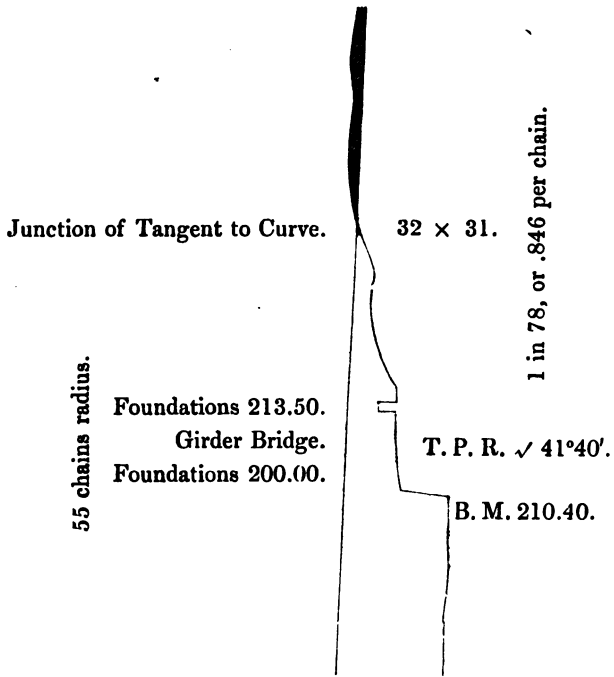 Junction of Tangent to Curve. 32 × 31.
1 in 78, or .846 per chain.
55 chains radius.
Foundations 213.50.
Girder Bridge.
Foundations 200.00.
T. P. R. ✓ 41°40′.
B. M. 210.40.